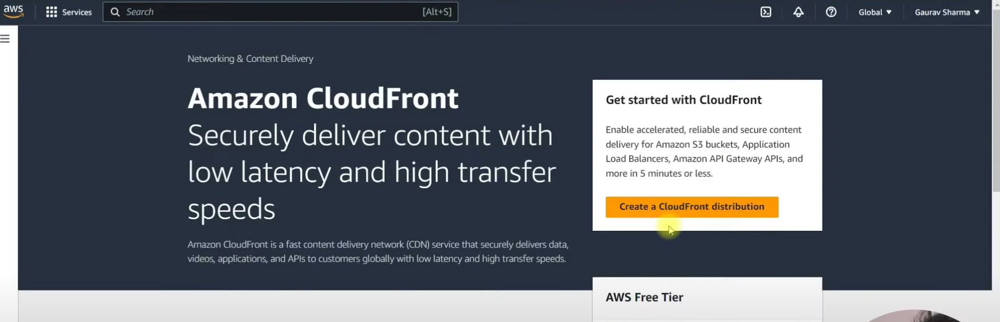 aws
Services
Search
[Alt+S]
Global
Gaurav Sharma
Networking & Content Delivery
Amazon CloudFront
Securely deliver content with
low latency and high transfer
speeds
Amazon CloudFront is a fast content delivery network (CDN) service that securely delivers data,
videos, applications, and APIs to customers globally with low latency and high transfer speeds.
Get started with CloudFront
Enable accelerated, reliable and secure content
delivery for Amazon S3 buckets, Application
Load Balancers, Amazon API Gateway APIs, and
more in 5 minutes or less.
Create a CloudFront distribution
AWS Free Tier